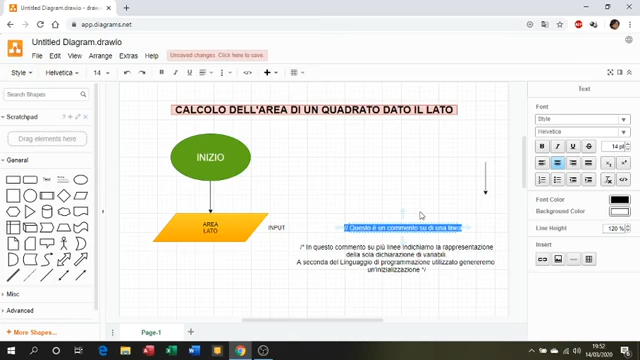 Untitled Diagram.drawio - draw
app.diagrams.net
Untitled Diagram.drawio
File Edit View Arrange Extras Help
Unsaved changes. Click here to save.
Style Helvetica 14
Search Shapes
Scratchpad
Drag elements here
General
Text
Misc
Advanced
+ More Shapes...
CALCOLO DELL'AREA DI UN QUADRATO DATO IL LATO
INIZIO
AREA
LATO
INPUT
// Questo è un commento su di una linea
/* In questo commento su più linee indichiamo la rappresentazione
della sola dichiarazione di variabili.
A seconda del Linguaggio di programmazione utilizzato genereremo
un'inizializzazione */
Page-1
Text
Font
Style
Helvetica
14 pt
Font Color
Background Color
Line Height 120 %
Insert
19:52
14/03/2020